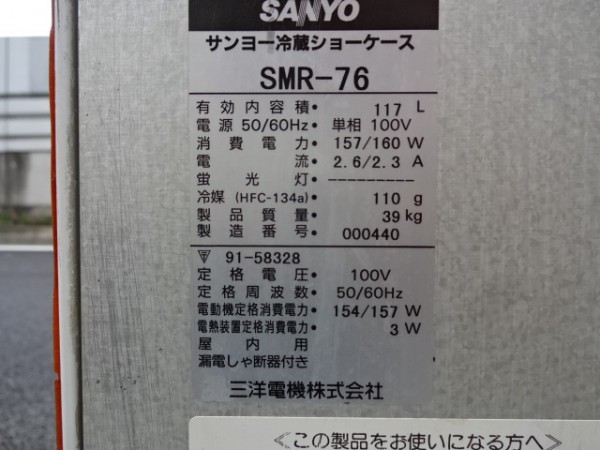 SANYO
サンヨー冷蔵ショーケース
SMR-76
有効内容積・ 117 L
電源 50/60Hz・ 単相 100V
消費電力・ 157/160 W
電流・ 2.6/2.3 A
蛍光灯・ ---------
冷媒 (HFC-134a)・ 110 g
製品質量・ 39 kg
製造番号・ 000440
91-58328
定格電圧・ 100V
定格周波数・ 50/60Hz
電動機定格消費電力・ 154/157 W
電熱装置定格消費電力・ 3 W
屋内用
漏電しゃ断器付き
三洋電機株式会社
≪この製品をお使いになる方へ≫